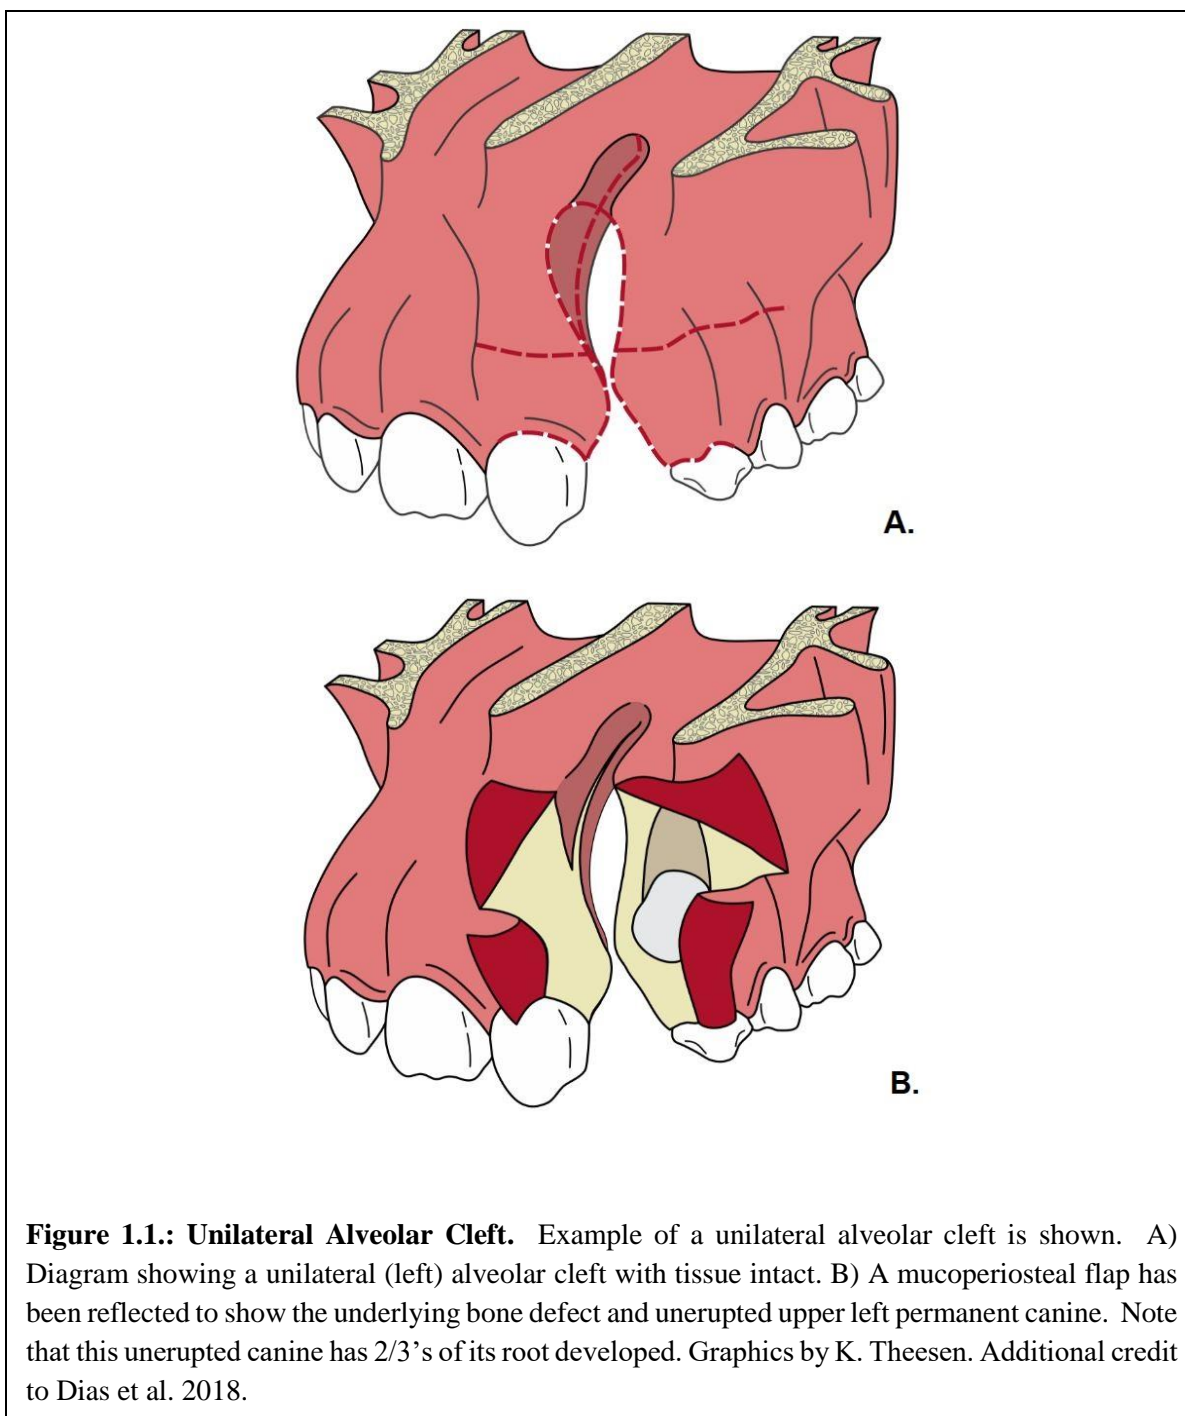 A.
B.
Figure 1.1.: Unilateral Alveolar Cleft. Example of a unilateral alveolar cleft is shown. A)
Diagram showing a unilateral (left) alveolar cleft with tissue intact. B) A mucoperiosteal flap has
been reflected to show the underlying bone defect and unerupted upper left permanent canine. Note
that this unerupted canine has 2/3’s of its root developed. Graphics by K. Theesen. Additional credit
to Dias et al. 2018.